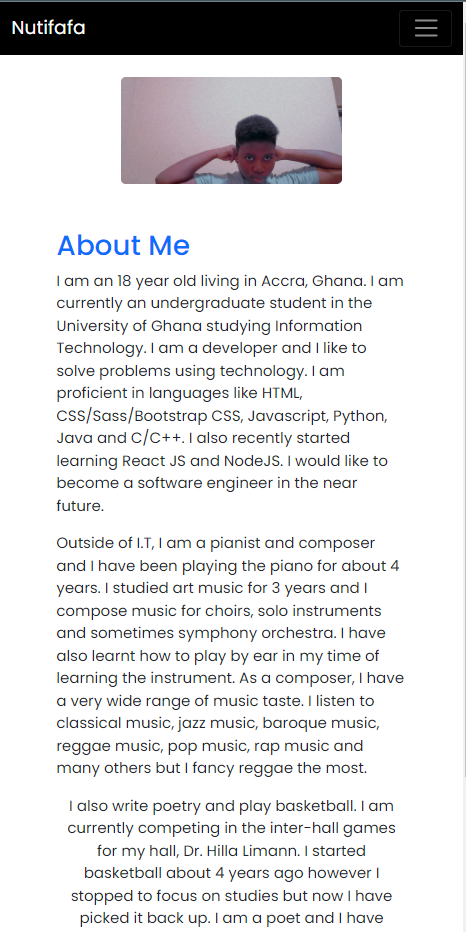 Nutifafa
About Me
I am an 18 year old living in Accra, Ghana. I am
currently an undergraduate student in the
University of Ghana studying Information
Technology. I am a developer and I like to
solve problems using technology. I am
proficient in languages like HTML,
CSS/Sass/Bootstrap CSS, Javascript, Python,
Java and C/C++. I also recently started
learning React JS and NodeJS. I would like to
become a software engineer in the near
future.
Outside of I.T, I am a pianist and composer
and I have been playing the piano for about 4
years. I studied art music for 3 years and I
compose music for choirs, solo instruments
and sometimes symphony orchestra. I have
also learnt how to play by ear in my time of
learning the instrument. As a composer, I have
a very wide range of music taste. I listen to
classical music, jazz music, baroque music,
reggae music, pop music, rap music and
many others but I fancy reggae the most.
I also write poetry and play basketball. I am
currently competing in the inter-hall games
for my hall, Dr. Hilla Limann. I started
basketball about 4 years ago however I
stopped to focus on studies but now I have
picked it back up. I am a poet and I have